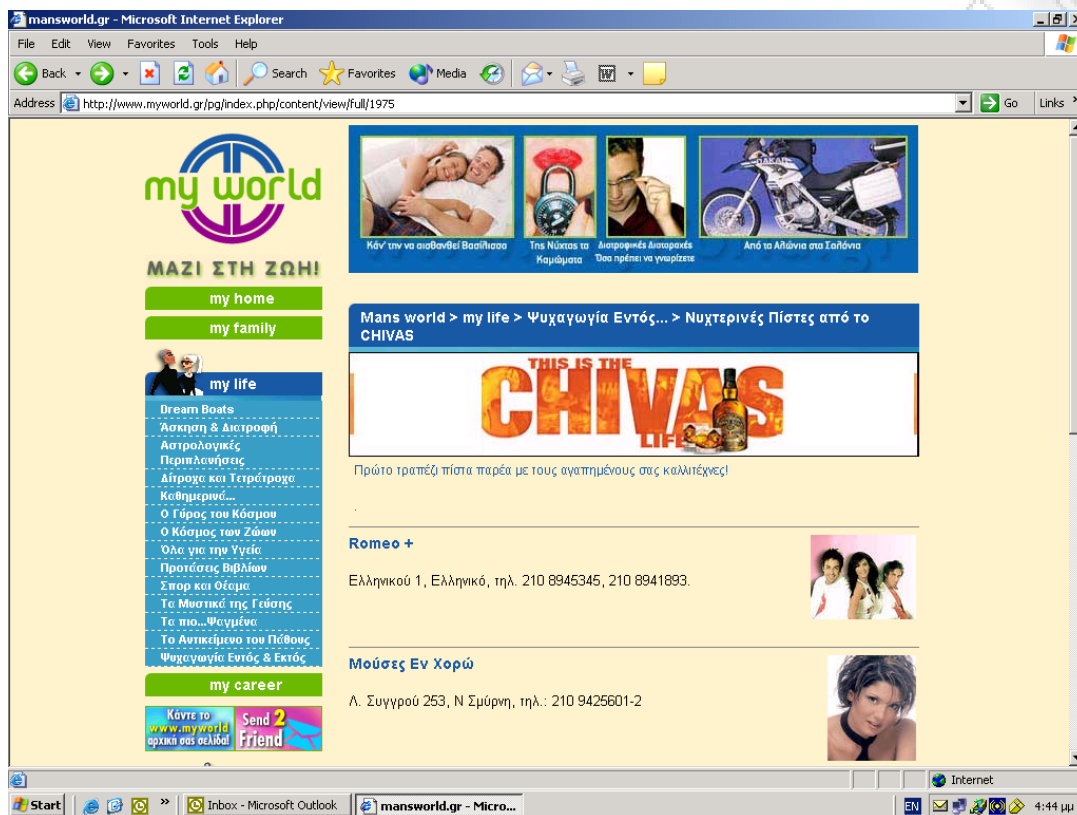 mansworld.gr - Microsoft Internet Explorer
File Edit View Favorites Tools Help
Back Search Favorites Media
Address http://www.myworld.gr/pg/index.php/content/view/full/1975 Go Links
my world
ΜΑΖΙ ΣΤΗ ΖΩΗ!
DAKAR
Κάν' την να αισθανθεί Βασίλισσα
Της Νύχτας τα Καμώματα
Διατροφικές Διαταραχές
Όσα πρέπει να γνωρίζετε
Από τα Αλώνια στα Σαλόνια
my home
my family
my life
Dream Boats
Άσκηση & Διατροφή
Αστρολογικές
Περιπλανήσεις
Δίτροχα και Τετράτροχα
Καθημερινά...
Ο Γύρος του Κόσμου
Ο Κόσμος των Ζώων
Όλα για την Υγεία
Προτάσεις Βιβλίων
Σπορ και Θέαμα
Τα Μυστικά της Γεύσης
Τα πιο...Ψαγμένα
Το Αντικείμενο του Πάθους
Ψυχαγωγία Εντός & Εκτός
my career
Κάντε το
www.myworld
αρχική σας σελίδα!
Send 2
Friend
Mans world > my life > Ψυχαγωγία Εντός... > Νυχτερινές Πίστες από το
CHIVAS
THIS IS THE
CHIVAS
LIFE
Πρώτο τραπέζι πίστα παρέα με τους αγαπημένους σας καλλιτέχνες!
.
Romeo +
Ελληνικού 1, Ελληνικό, τηλ. 210 8945345, 210 8941893.
Μούσες Εν Χορώ
Λ. Συγγρού 253, Ν Σμύρνη, τηλ.: 210 9425601-2
Internet
Start » Inbox - Microsoft Outlook mansworld.gr - Micro... EN 4:44 μμ